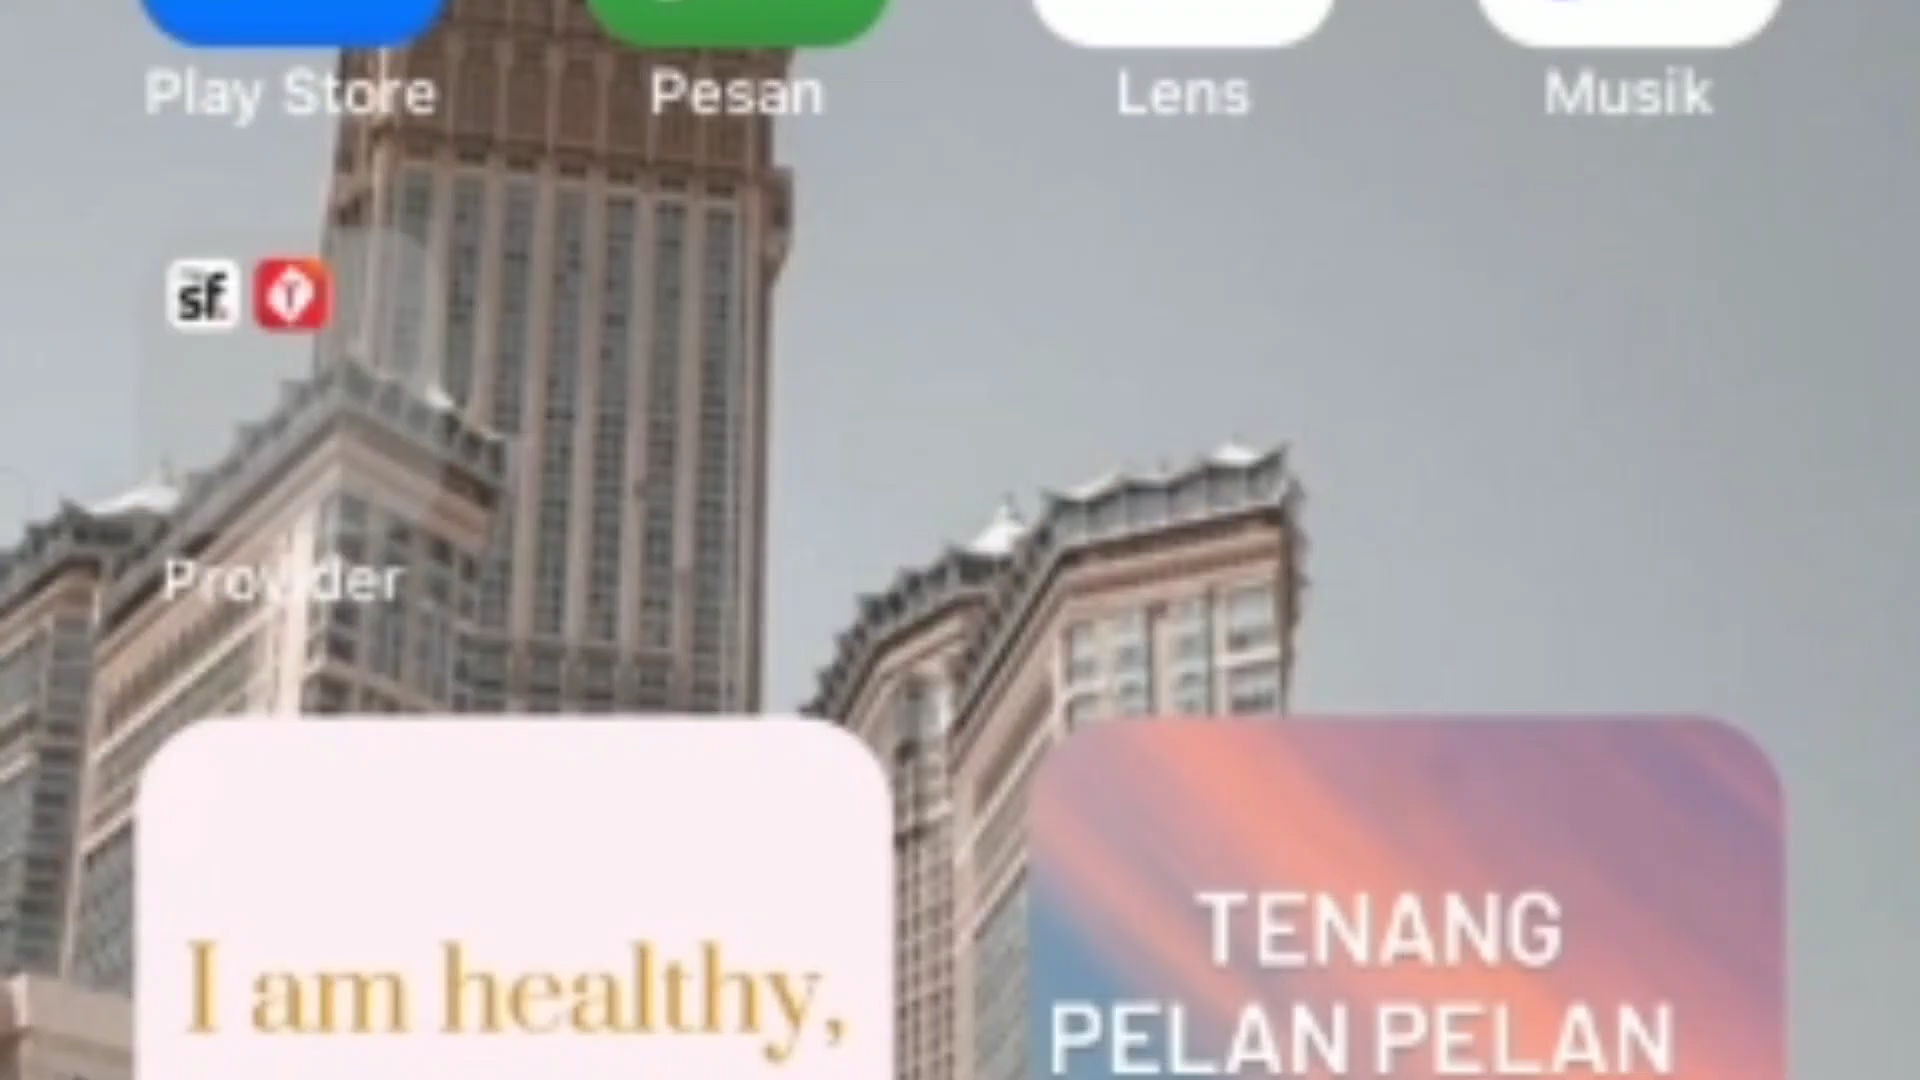 Play Store
Pesan
Lens
Musik
sf.
Provider
I am healthy,
TENANG
PELAN PELAN